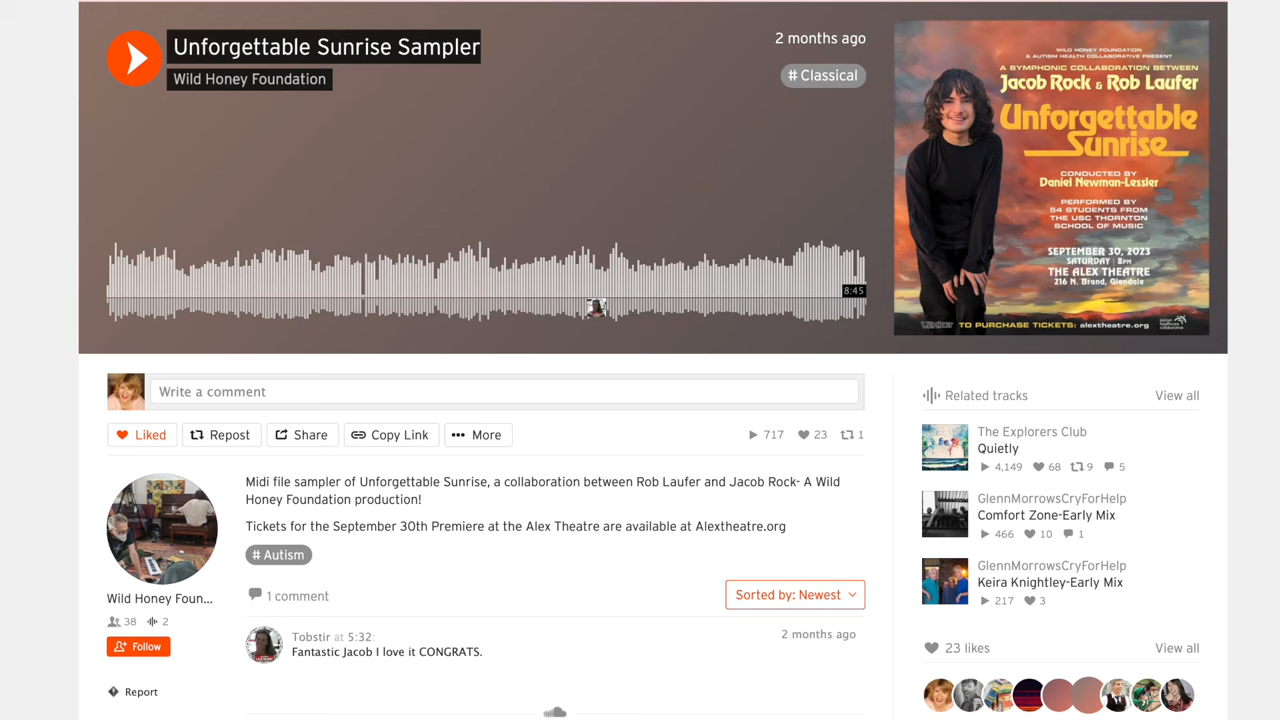 Unforgettable Sunrise Sampler
Wild Honey Foundation
2 months ago
# Classical
8:45
WILD HONEY FOUNDATION
& AUTISM HEALTH COLLABORATIVE PRESENT
A SYMPHONIC COLLABORATION BETWEEN
Jacob Rock & Rob Laufer
Unforgettable
Sunrise
CONDUCTED BY
Daniel Newman-Lessler
PERFORMED BY
54 STUDENTS FROM
THE USC THORNTON
SCHOOL OF MUSIC
SEPTEMBER 30, 2023
SATURDAY | 8PM
THE ALEX THEATRE
216 N. Brand, Glendale
TO PURCHASE TICKETS: alextheatre.org
Write a comment
Liked
Repost
Share
Copy Link
More
717
23
1
Midi file sampler of Unforgettable Sunrise, a collaboration between Rob Laufer and Jacob Rock- A Wild
Honey Foundation production!
Tickets for the September 30th Premiere at the Alex Theatre are available at Alextheatre.org
# Autism
Wild Honey Foun...
38
2
Follow
Report
1 comment
Sorted by: Newest
Tobstir at 5:32:
2 months ago
Fantastic Jacob I love it CONGRATS.
Related tracks
View all
The Explorers Club
Quietly
4,149
68
9
5
GlennMorrowsCryForHelp
Comfort Zone-Early Mix
466
10
1
GlennMorrowsCryForHelp
Keira Knightley-Early Mix
217
3
23 likes
View all